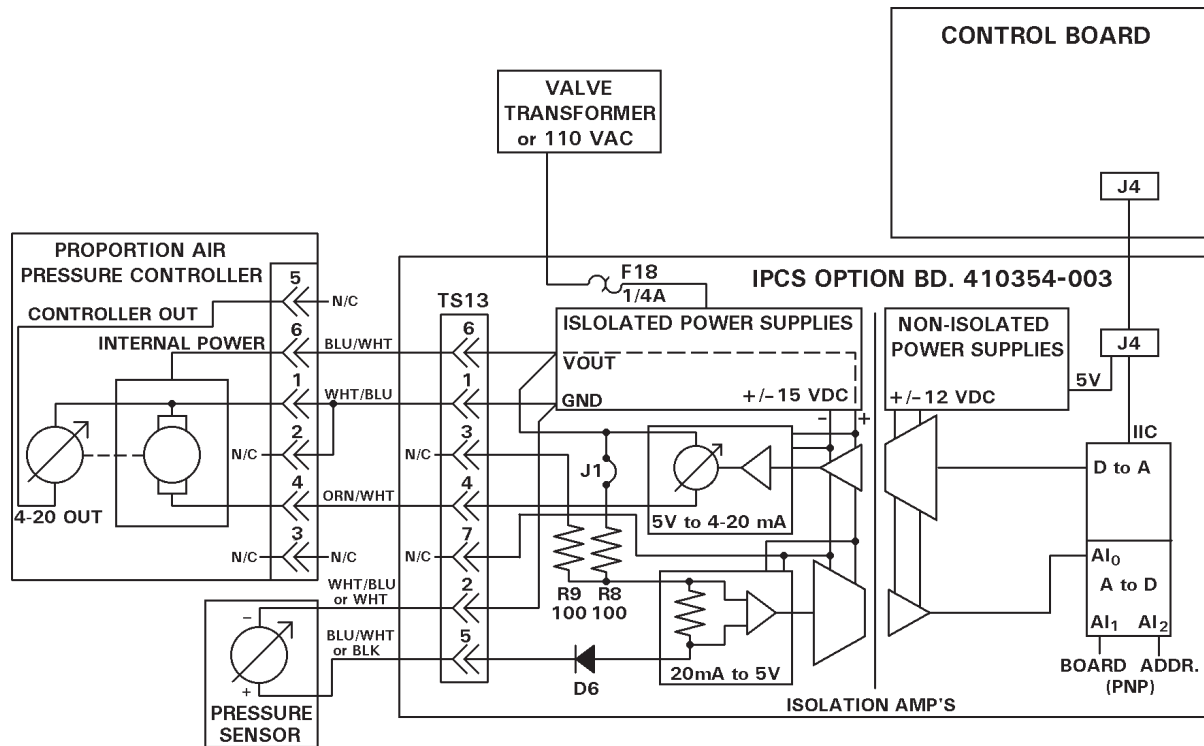 CONTROL BOARD
J4
VALVE
TRANSFORMER
or 110 VAC
PROPORTION AIR
PRESSURE CONTROLLER
CONTROLLER OUT
INTERNAL POWER
4-20 OUT
5
N/C
6
BLU/WHT
1
WHT/BLU
2
N/C
4
ORN/WHT
3
N/C
N/C
WHT/BLU
or WHT
BLU/WHT
or BLK
−
+
PRESSURE
SENSOR
TS13
6
1
3
N/C
4
7
N/C
2
5
F18
1/4A
IPCS OPTION BD. 410354-003
ISLOLATED POWER SUPPLIES
VOUT
GND
+/−15 VDC
−
+
J1
5V to 4-20 mA
R9
100
R8
100
20mA to 5V
D6
ISOLATION AMP'S
NON-ISOLATED
POWER SUPPLIES
+/−12 VDC
5V
J4
IIC
D to A
AI0
A to D
AI1
AI2
BOARD ADDR.
(PNP)